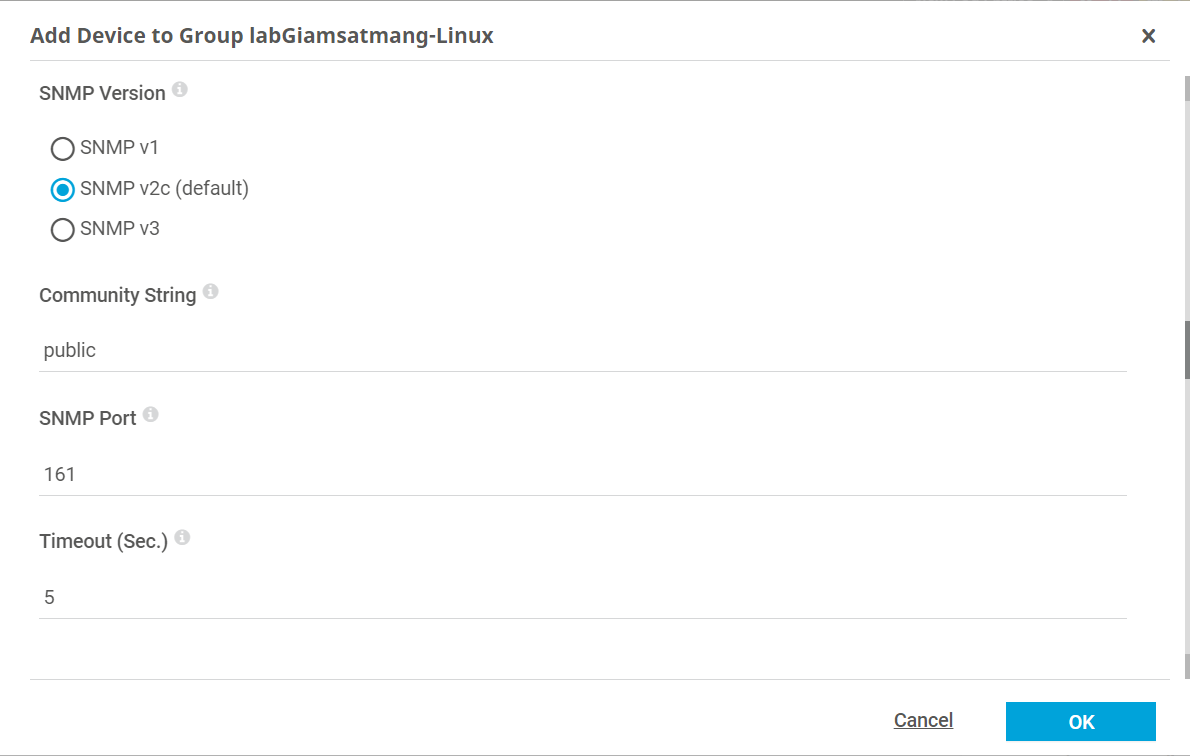 Add Device to Group labGiamsatmang-Linux
SNMP Version
SNMP v1
SNMP v2c (default)
SNMP v3
Community String
public
SNMP Port
161
Timeout (Sec.)
5
Cancel
OK